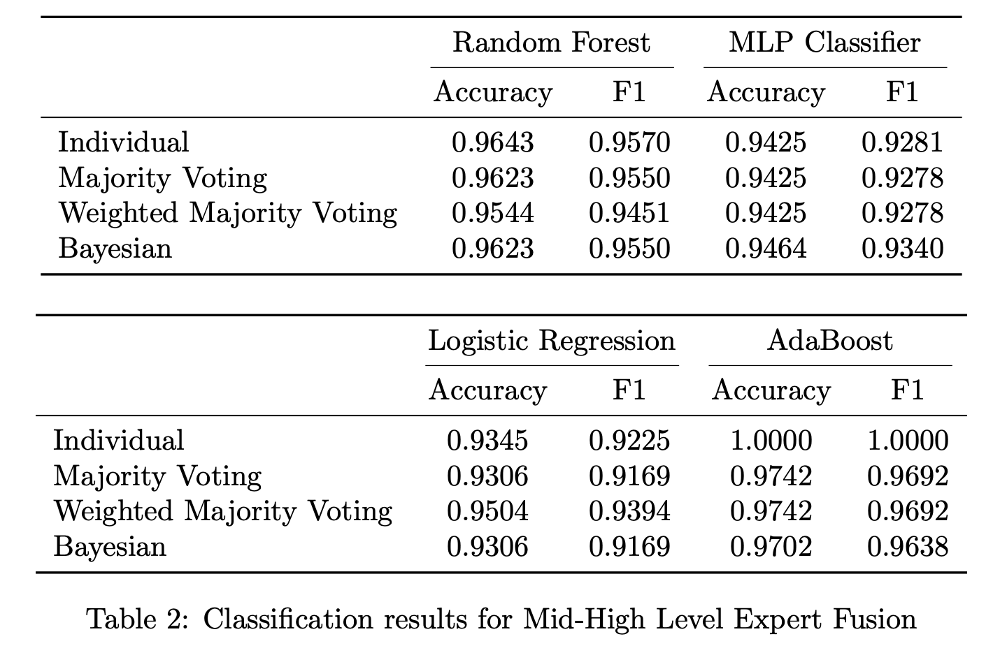 Random Forest MLP Classifier
Accuracy F1 Accuracy F1
Individual 0.9643 0.9570 0.9425 0.9281
Majority Voting 0.9623 0.9550 0.9425 0.9278
Weighted Majority Voting 0.9544 0.9451 0.9425 0.9278
Bayesian 0.9623 0.9550 0.9464 0.9340
Logistic Regression AdaBoost
Accuracy F1 Accuracy F1
Individual 0.9345 0.9225 1.0000 1.0000
Majority Voting 0.9306 0.9169 0.9742 0.9692
Weighted Majority Voting 0.9504 0.9394 0.9742 0.9692
Bayesian 0.9306 0.9169 0.9702 0.9638
Table 2: Classification results for Mid-High Level Expert Fusion